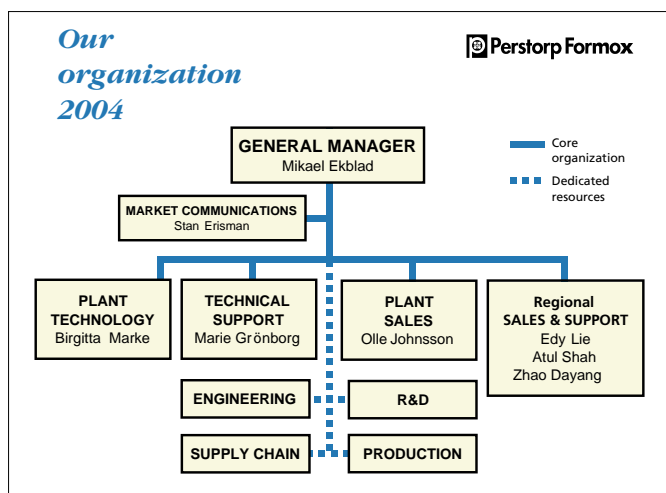 Our
organization
2004
Perstorp Formox
GENERAL MANAGER
Mikael Ekblad
Core
organization
Dedicated
resources
MARKET COMMUNICATIONS
Stan Erisman
PLANT
TECHNOLOGY
Birgitta Marke
TECHNICAL
SUPPORT
Marie Grönborg
PLANT
SALES
Olle Johnsson
Regional
SALES & SUPPORT
Edy Lie
Atul Shah
Zhao Dayang
ENGINEERING
R&D
SUPPLY CHAIN
PRODUCTION